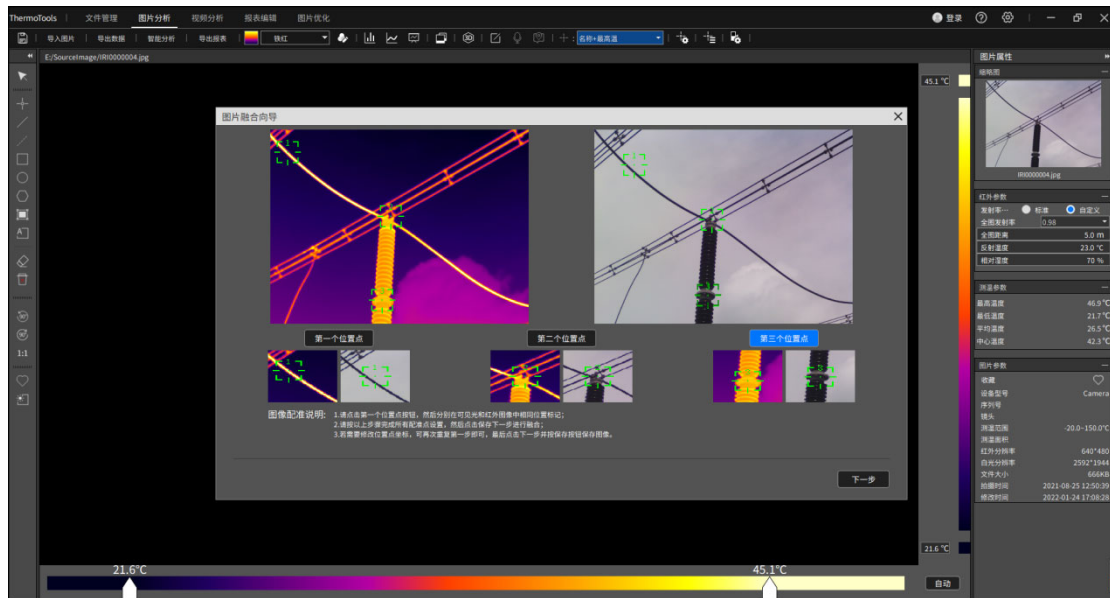 ThermoTools 文件管理 图片分析 视频分析 报表编辑 图片优化 登录
导入图片 导出数据 智能分析 导出报表 铁红 名称+最高温
E:/SourceImage/IRI0000004.jpg
45.1 ℃
图片融合向导
第一个位置点 第二个位置点 第三个位置点
图像配准说明:
1.请点击第一个位置点按钮，然后分别在可见光和红外图像中相同位置标记；
2.请按以上步骤完成所有配准点设置，然后点击保存下一步进行融合；
3.若需要修改位置点坐标，可再次重复第一步即可，最后点击下一步并按保存按钮保存图像。
下一步
1:1
21.6 ℃
21.6℃ 45.1℃
自动
图片属性
缩略图
IRI0000004.jpg
红外参数
发射率… 标准 自定义
全图发射率 0.98
全图距离 5.0 m
反射温度 23.0 ℃
相对湿度 70 %
测温参数
最高温度 46.9℃
最低温度 21.7℃
平均温度 26.5℃
中心温度 42.3℃
图片参数
收藏
设备型号 Camera
序列号
镜头
测温范围 -20.0~150.0℃
测温面积
红外分辨率 640*480
白光分辨率 2592*1944
文件大小 666KB
拍摄时间 2021-08-25 12:50:39
修改时间 2022-01-24 17:08:28